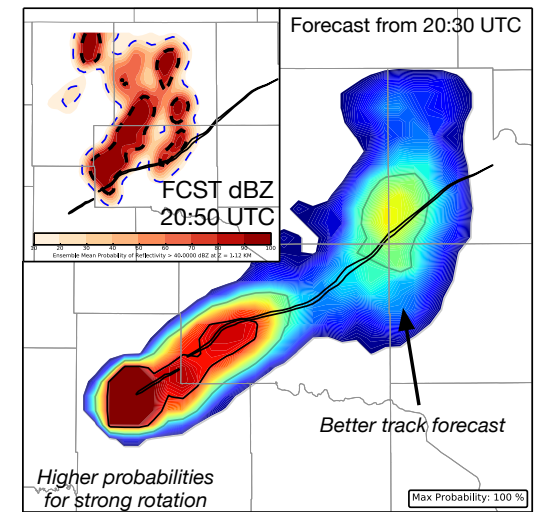 Forecast from 20:30 UTC
FCST dBZ
20:50 UTC
30 40 50 60 70 80 90 100
Ensemble Mean Probability of Reflectivity > 40.0000 dBZ at Z = 1.12 KM
Better track forecast
Higher probabilities
for strong rotation
Max Probability: 100 %